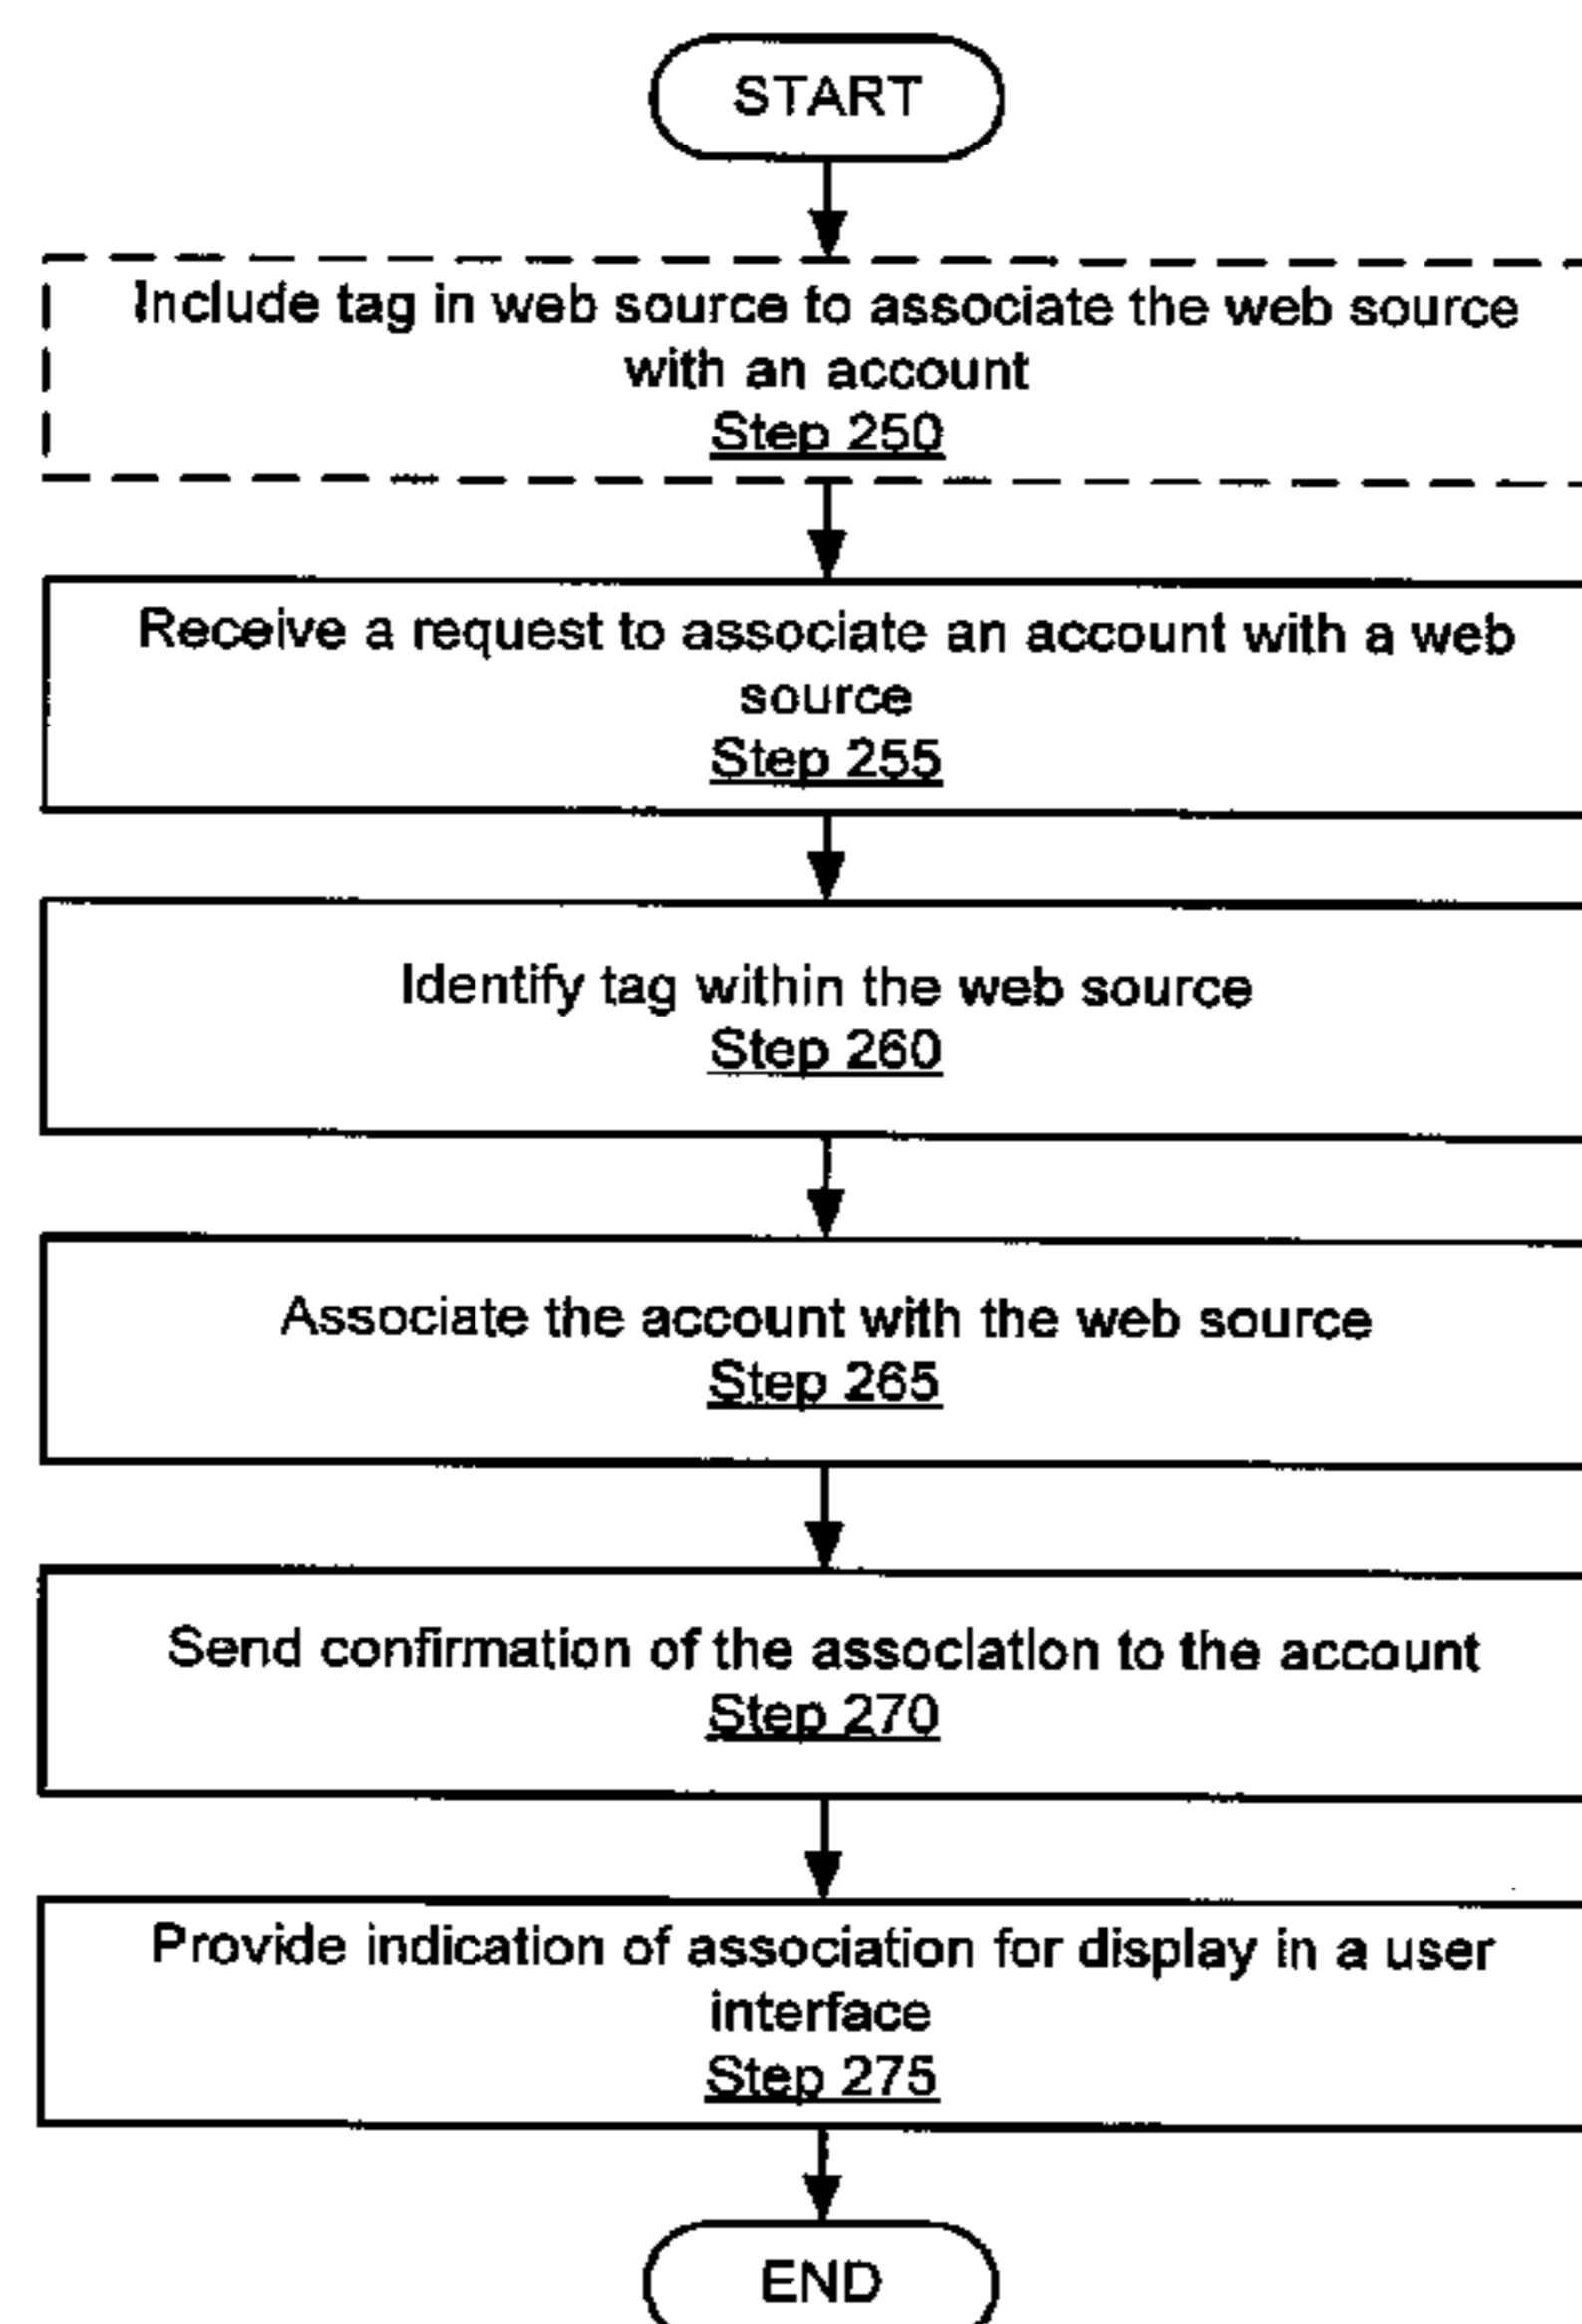 START
Include tag in web source to associate the web source
with an account
Step 250
Receive a request to associate an account with a web
source
Step 255
Identify tag within the web source
Step 260
Associate the account with the web source
Step 265
Send confirmation of the association to the account
Step 270
Provide indication of association for display in a user
interface
Step 275
END